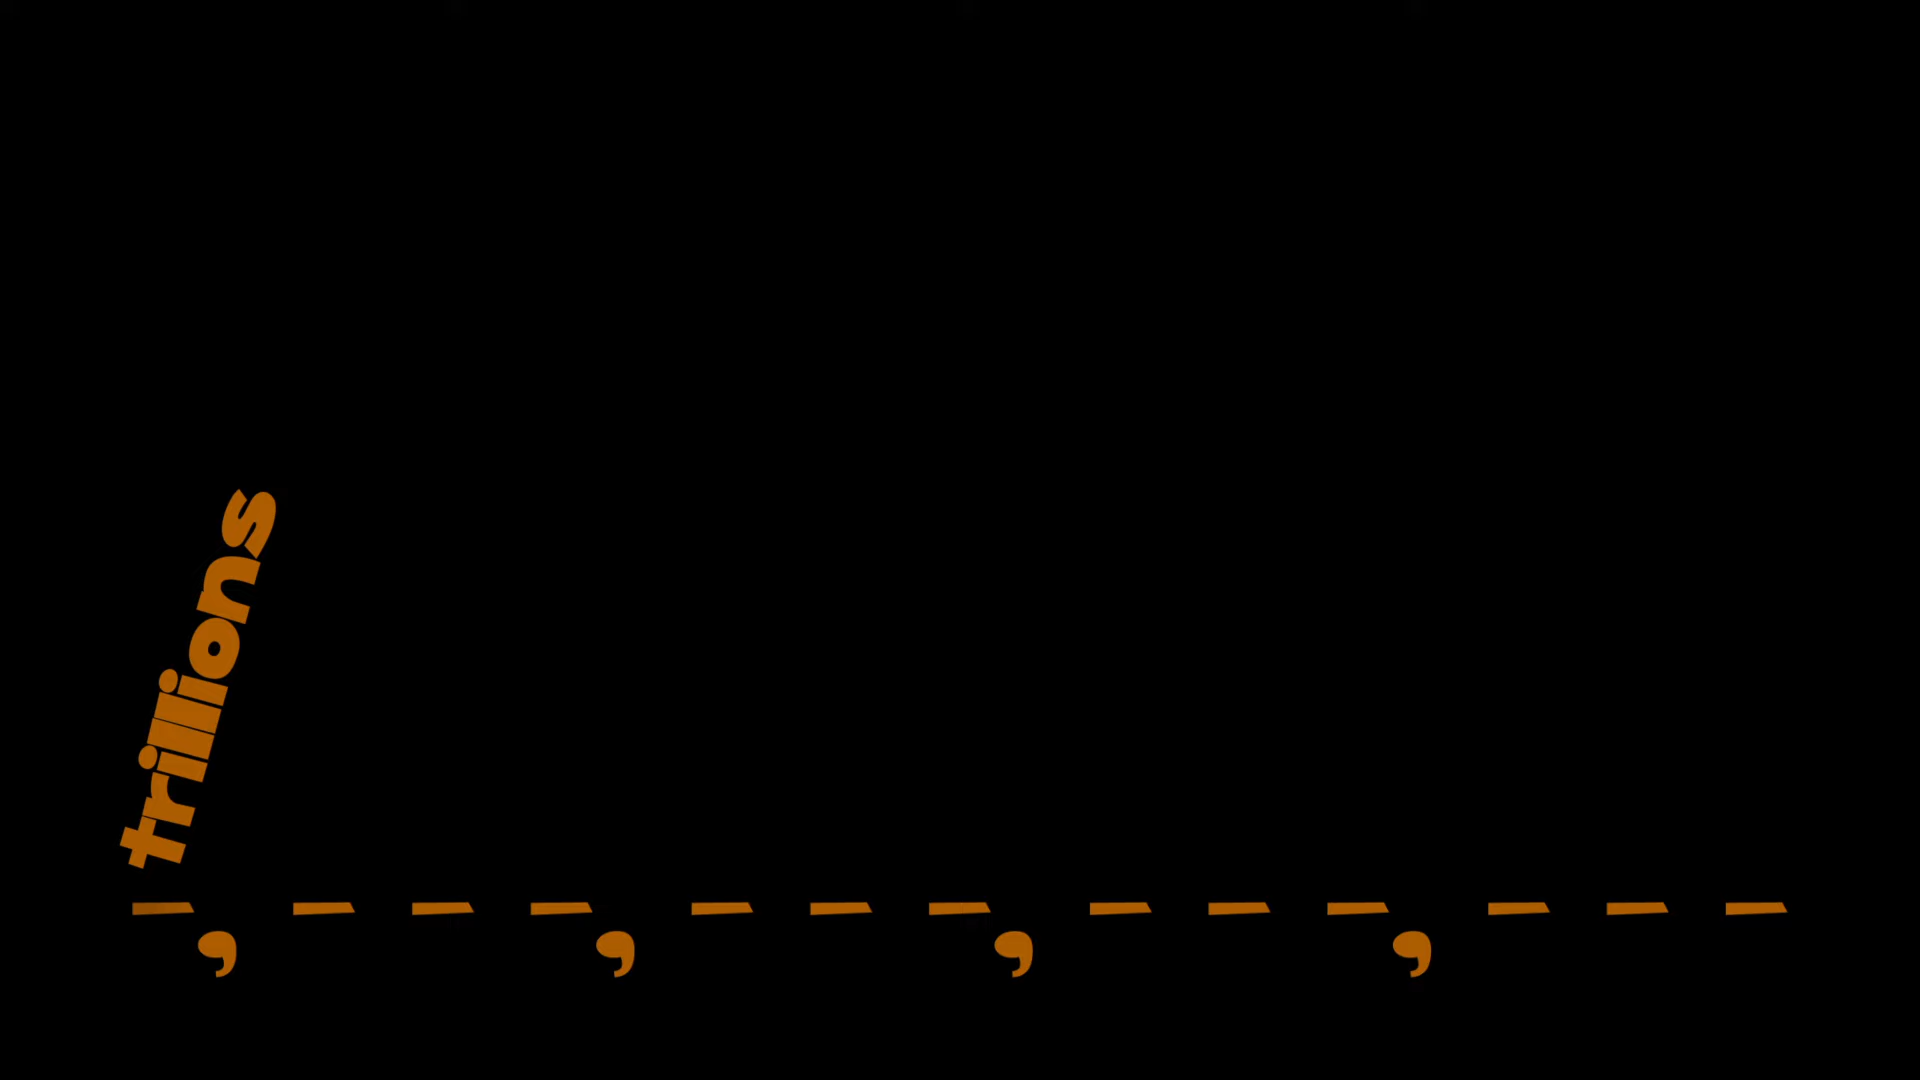 trillions
_, _ _ _, _ _ _, _ _ _, _ _ _